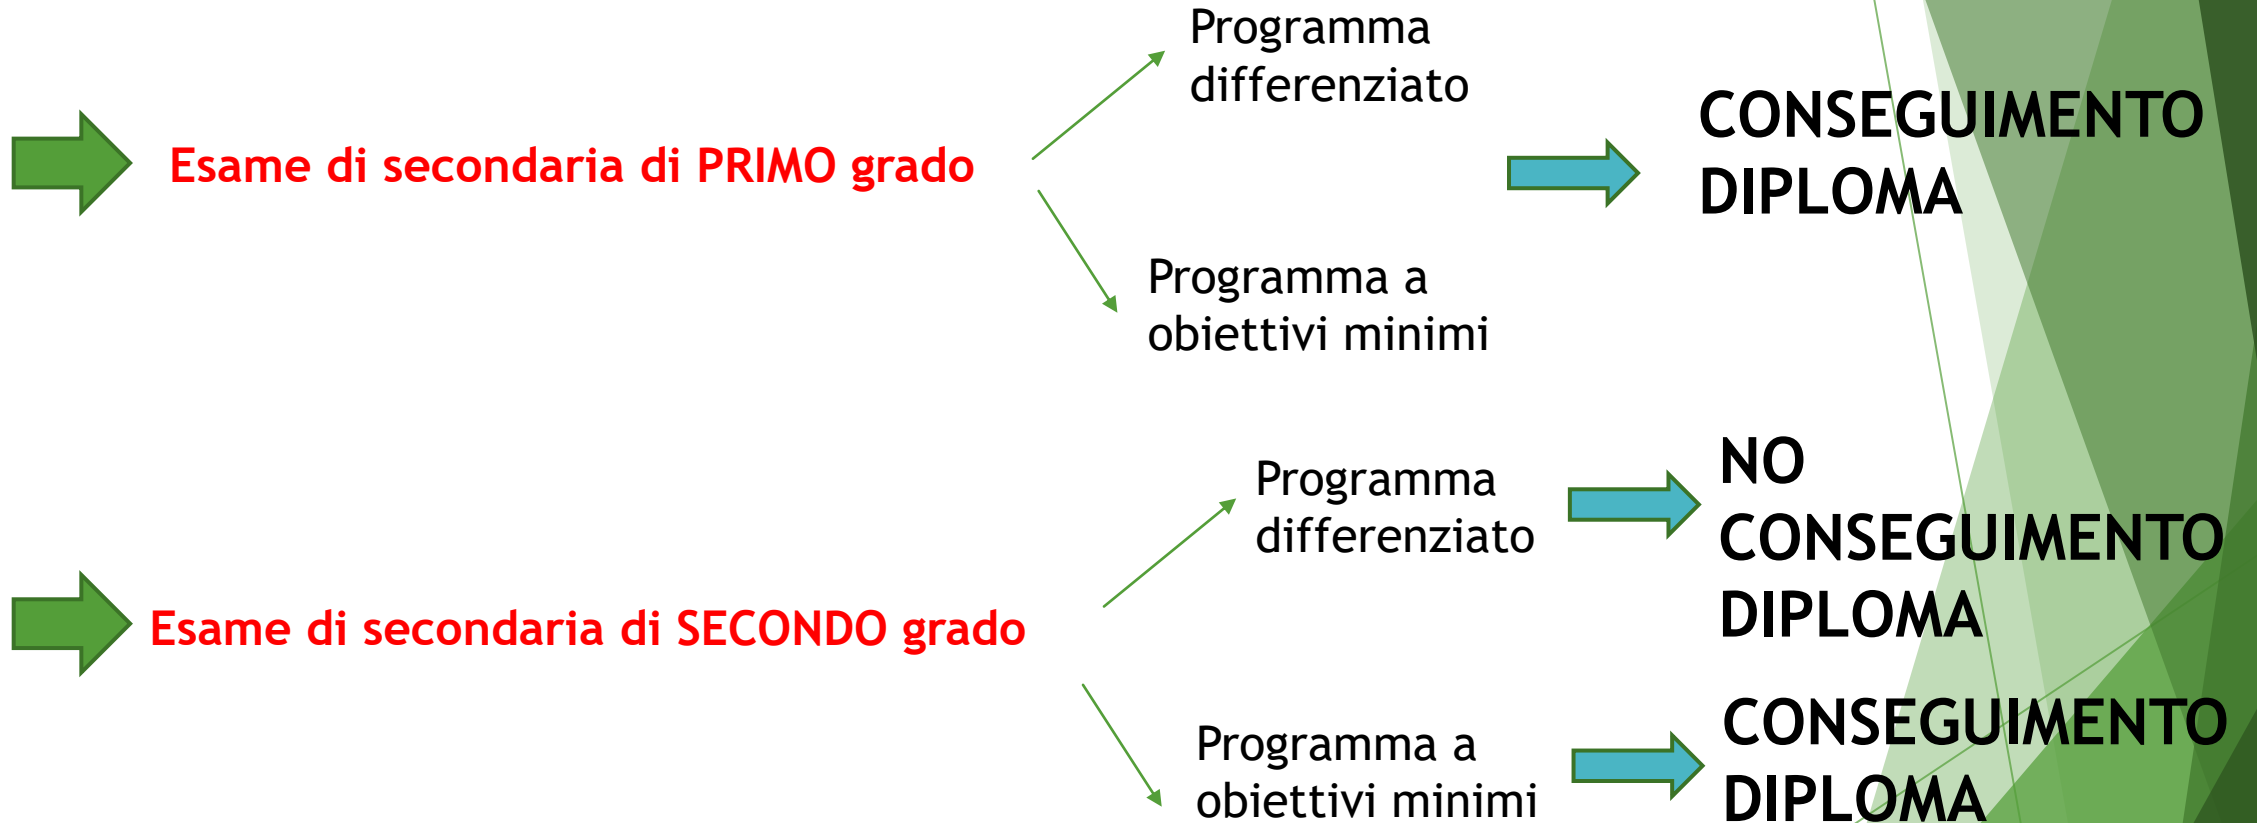 Programma
differenziato
Esame di secondaria di PRIMO grado
CONSEGUIMENTO
DIPLOMA
Programma a
obiettivi minimi
Programma
differenziato
NO
CONSEGUIMENTO
DIPLOMA
Esame di secondaria di SECONDO grado
Programma a
obiettivi minimi
CONSEGUIMENTO
DIPLOMA